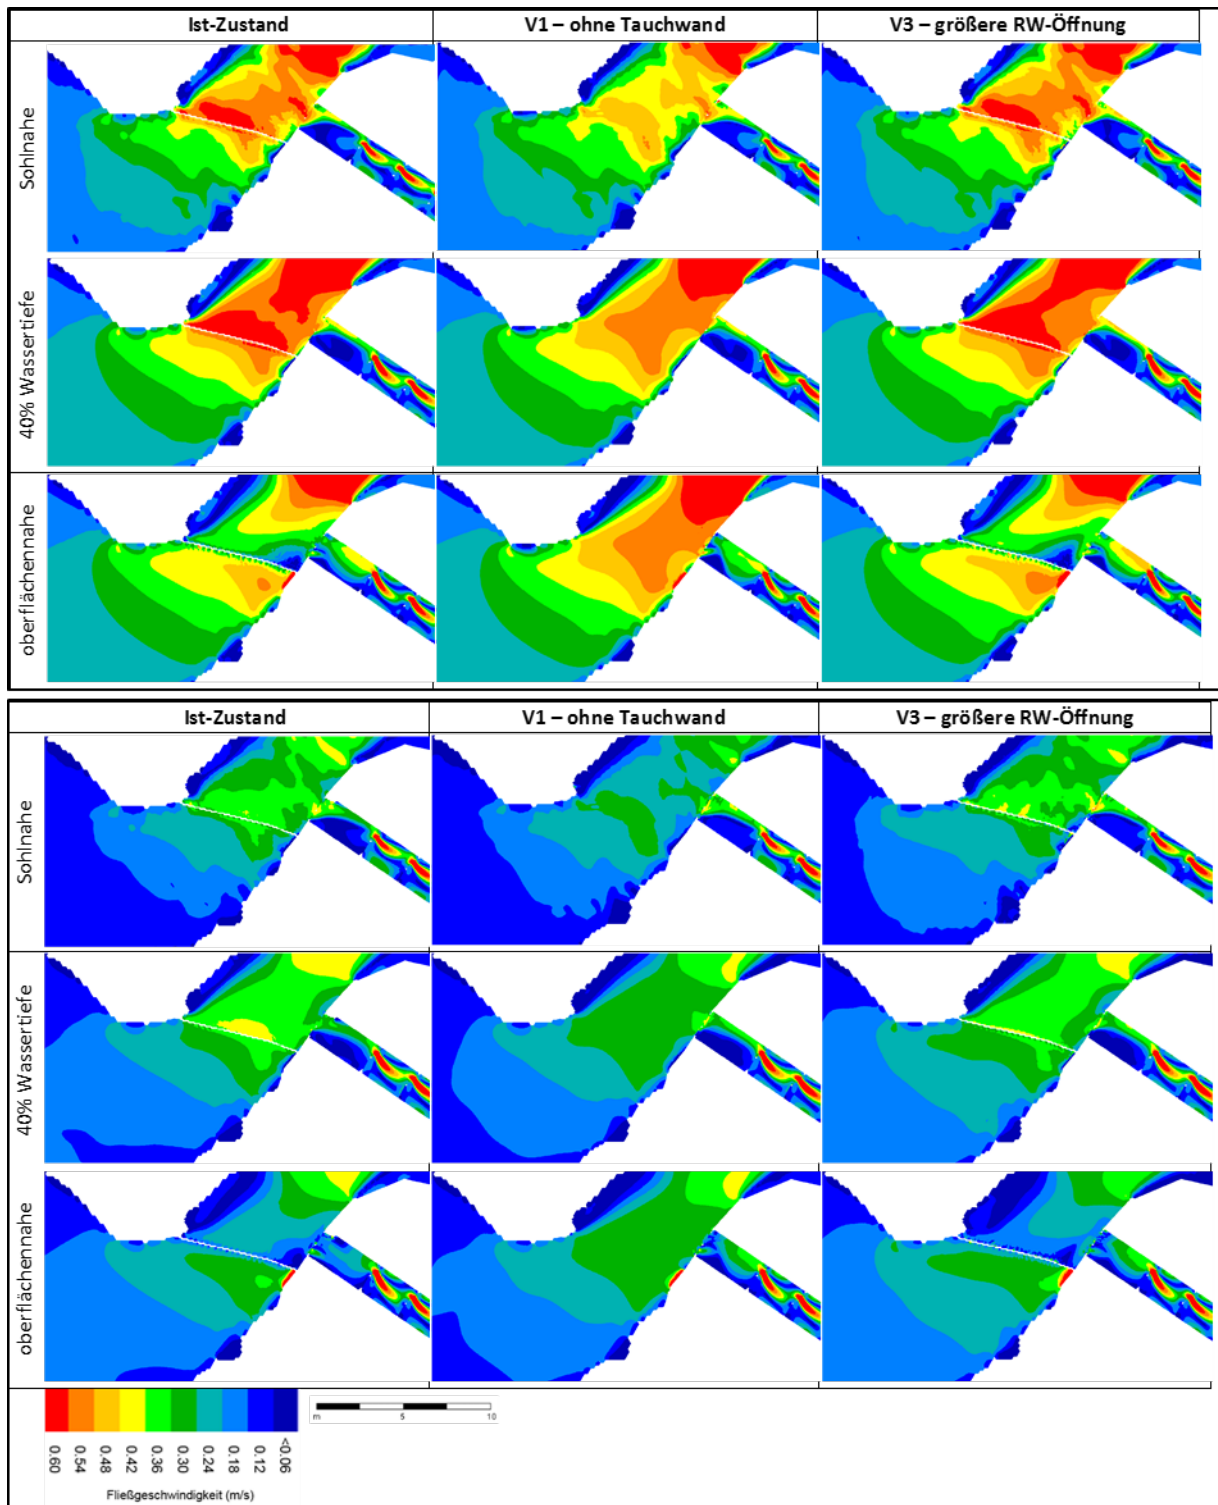 Ist-Zustand
V1 – ohne Tauchwand
V3 – größere RW-Öffnung
Sohlnahe
40% Wassertiefe
oberflächennahe
Ist-Zustand
V1 – ohne Tauchwand
V3 – größere RW-Öffnung
Sohlnahe
40% Wassertiefe
oberflächennahe
0.60 0.54 0.48 0.42 0.36 0.30 0.24 0.18 0.12 <0.06
Fließgeschwindigkeit (m/s)
m 5 10